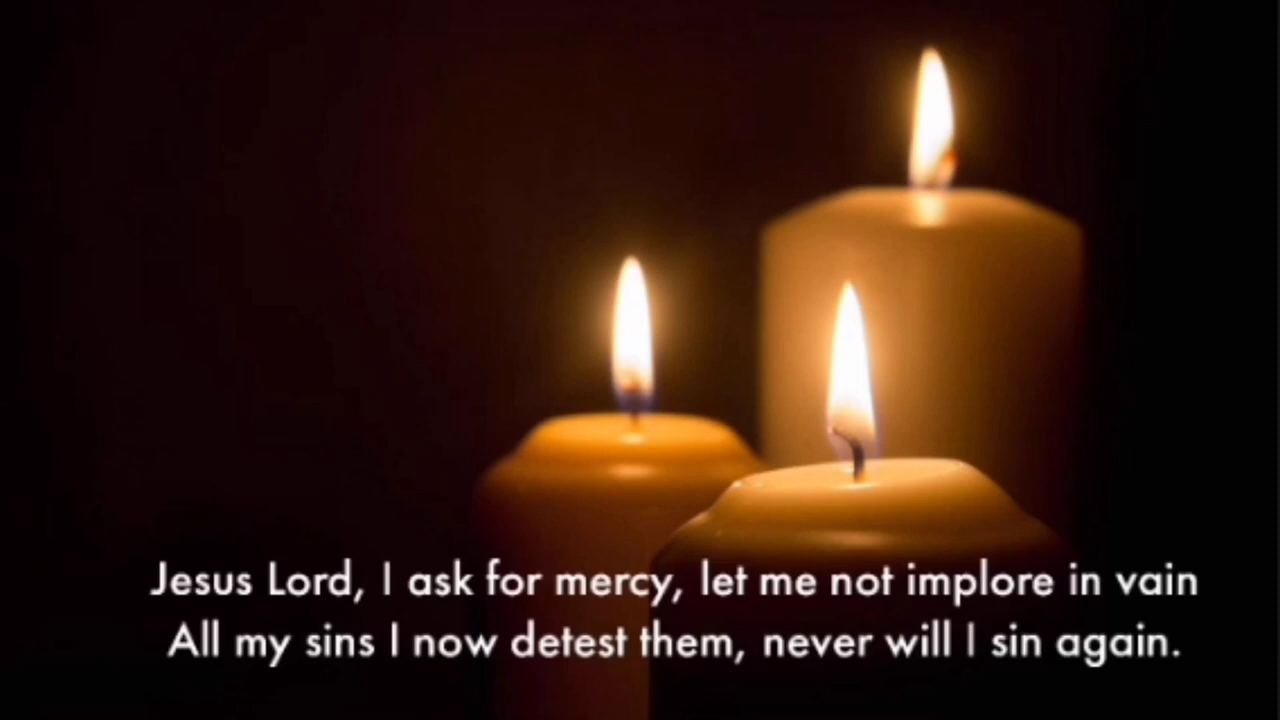 Jesus Lord, I ask for mercy, let me not implore in vain
All my sins I now detest them, never will I sin again.